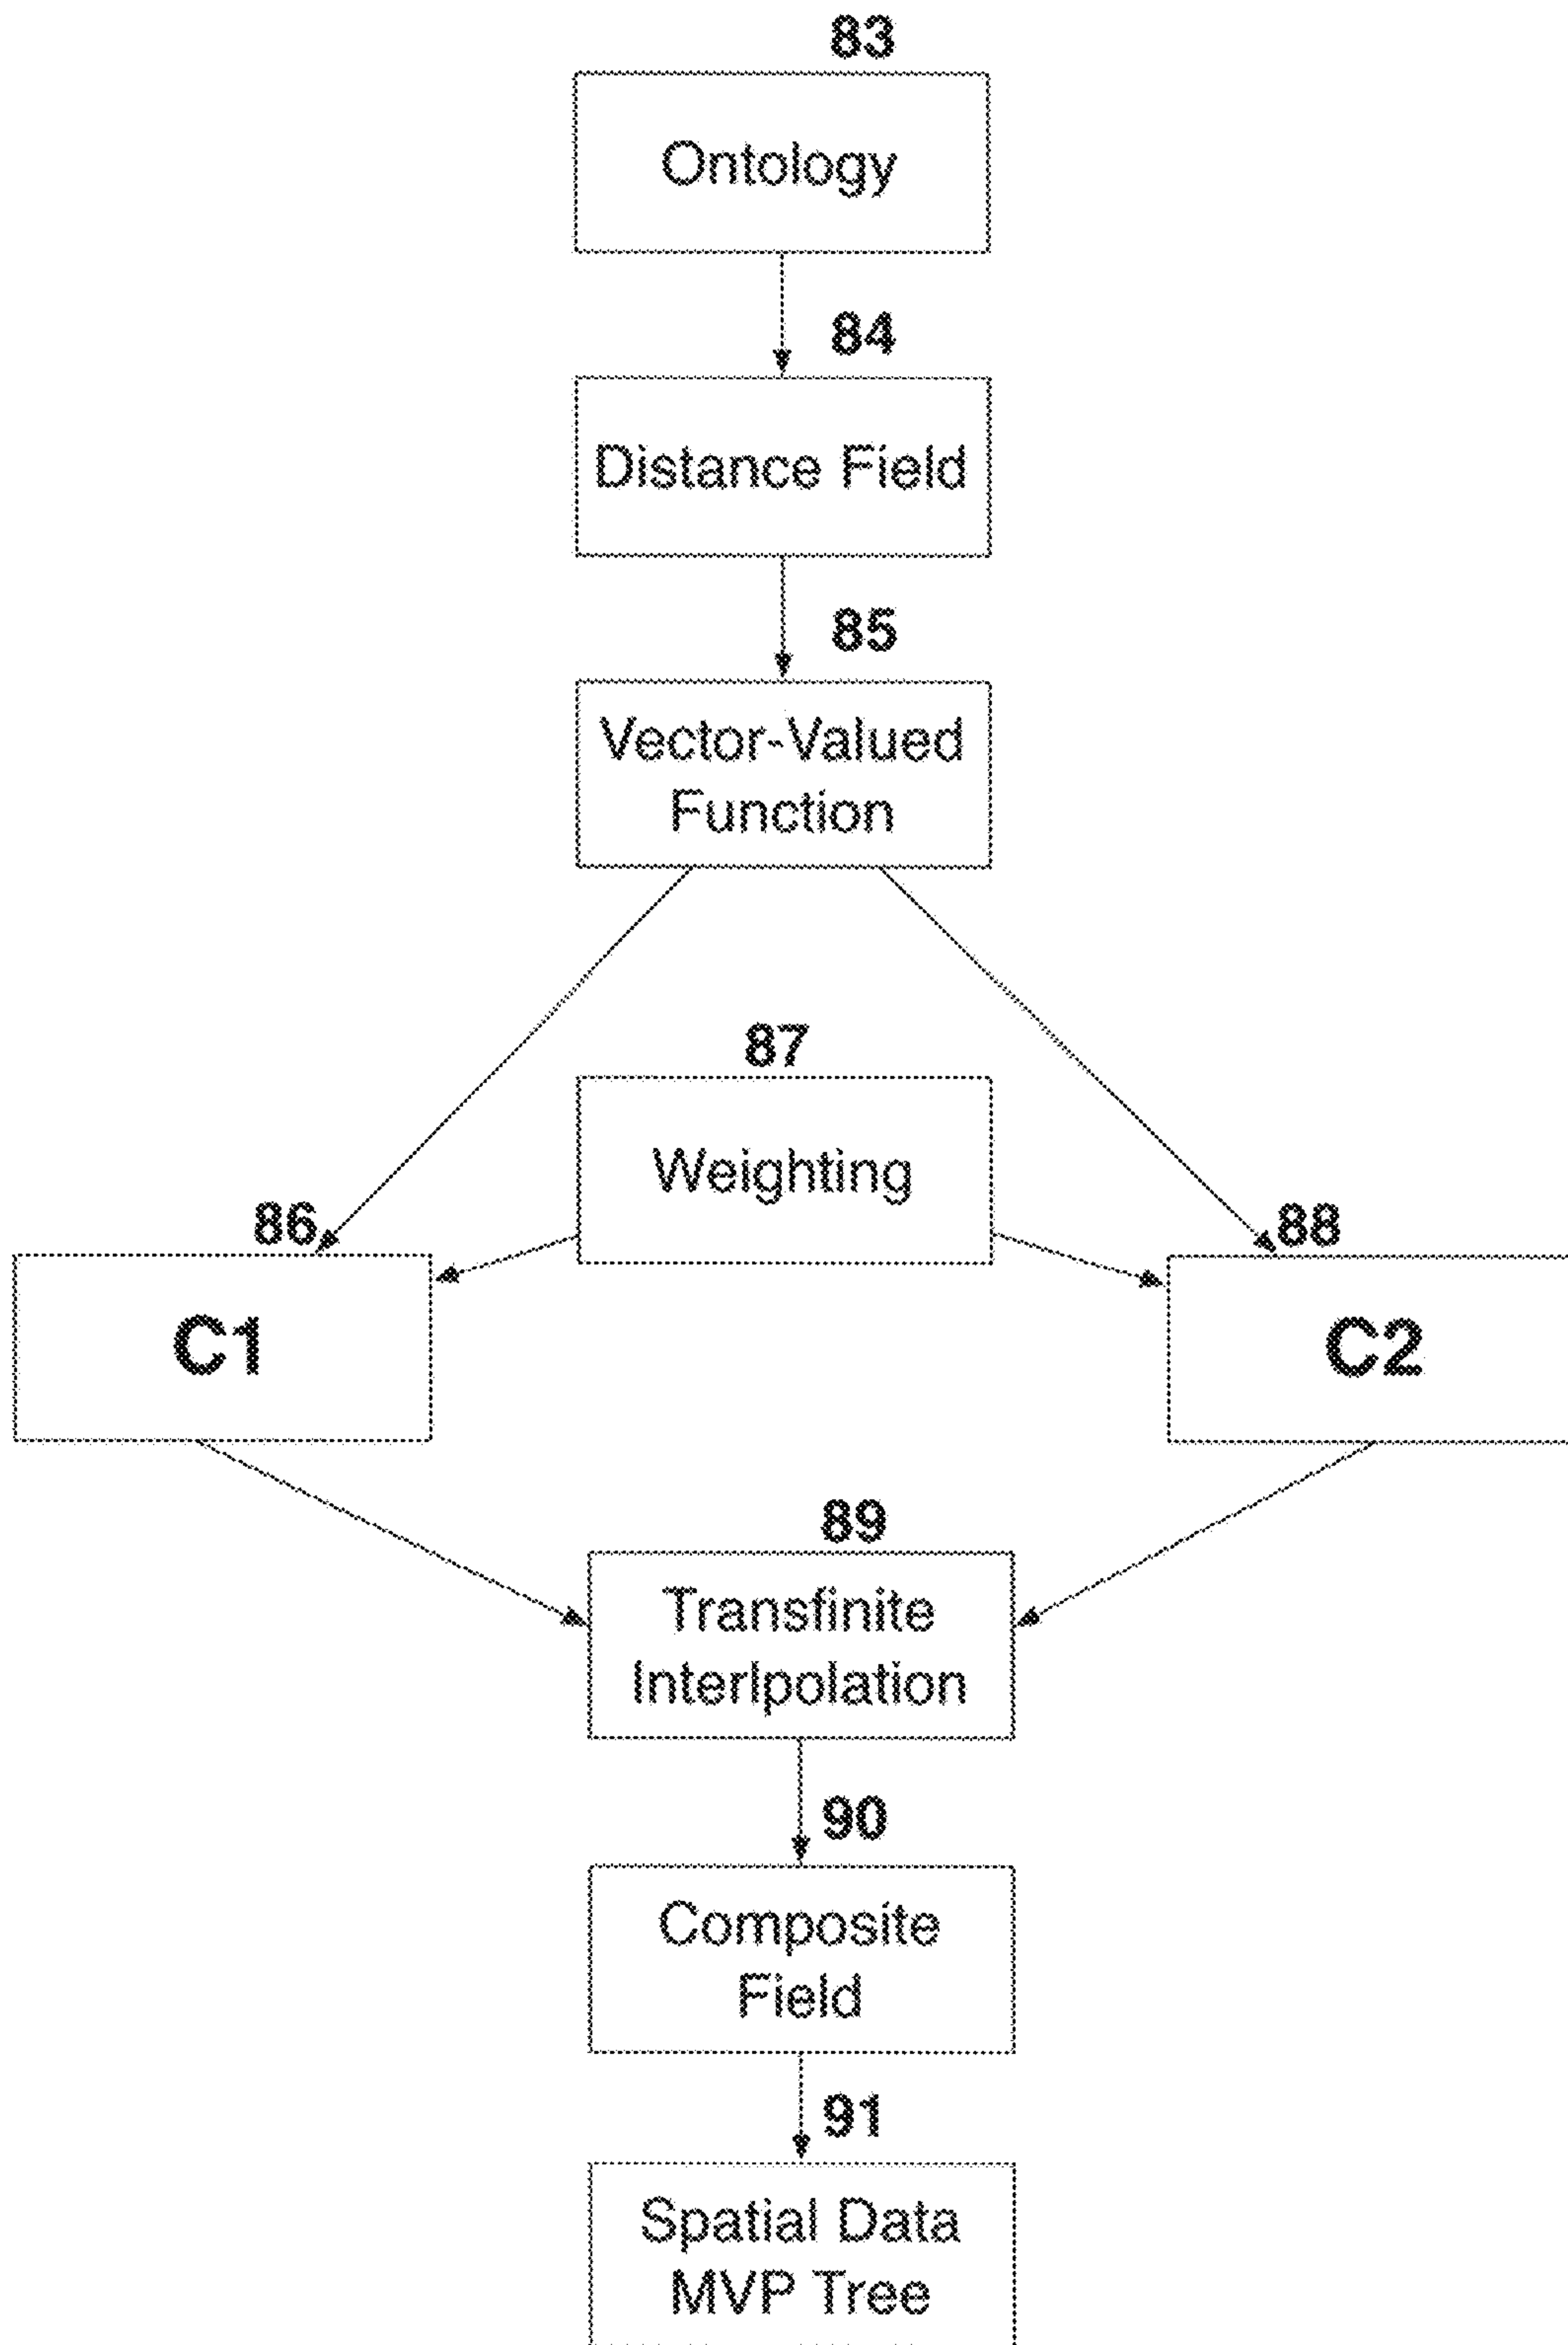 83
Ontology
84
Distance Field
85
Vector-Valued
Function
87
Weighting
86
C1
88
C2
89
Transfinite
Interlpolation
90
Composite
Field
91
Spatial Data
MVP Tree